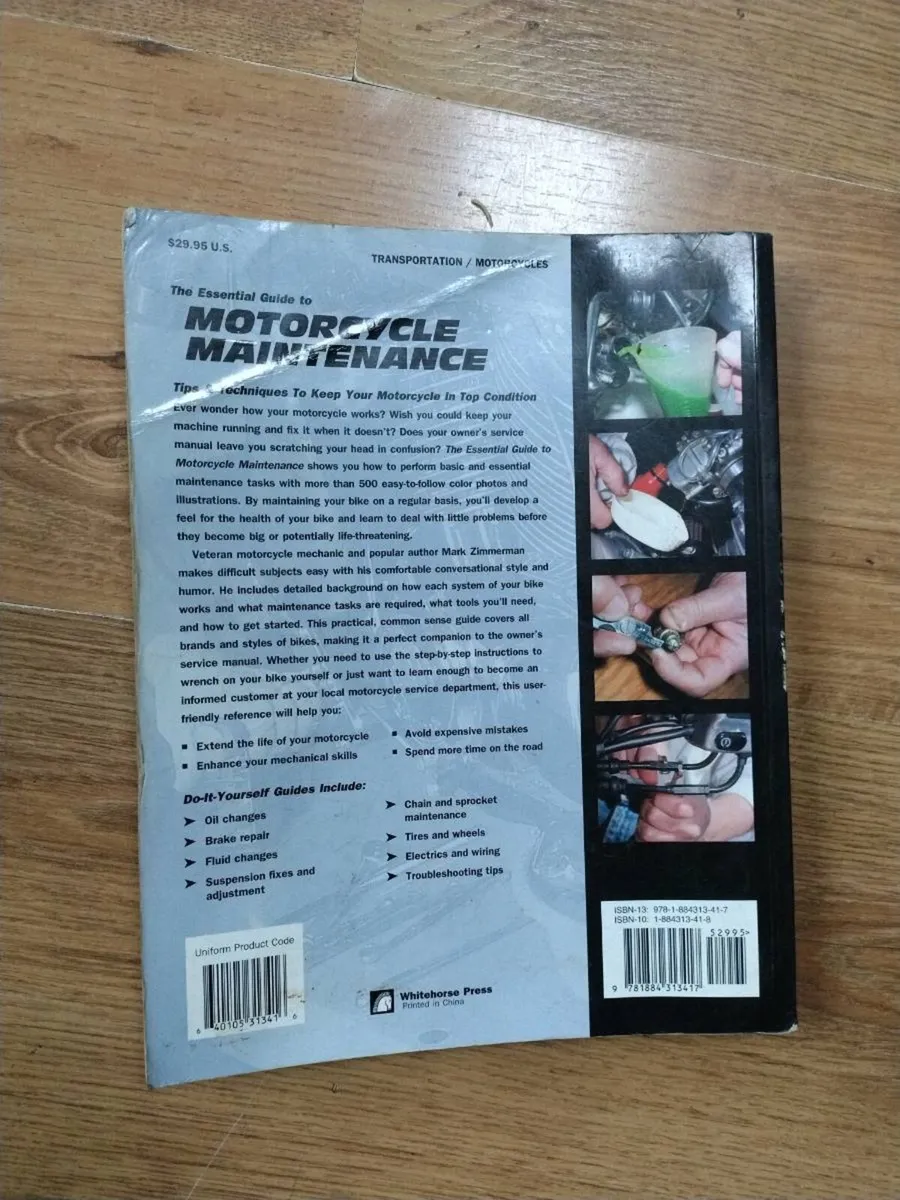 $29.95 U.S.
TRANSPORTATION / MOTORCYCLES
The Essential Guide to
MOTORCYCLE
MAINTENANCE
Tips & Techniques To Keep Your Motorcycle In Top Condition
Ever wonder how your motorcycle works? Wish you could keep your
machine running and fix it when it doesn't? Does your owner's service
manual leave you scratching your head in confusion? The Essential Guide to
Motorcycle Maintenance shows you how to perform basic and essential
maintenance tasks with more than 500 easy-to-follow color photos and
illustrations. By maintaining your bike on a regular basis, you'll develop a
feel for the health of your bike and learn to deal with little problems before
they become big or potentially life-threatening.
Veteran motorcycle mechanic and popular author Mark Zimmerman
makes difficult subjects easy with his comfortable conversational style and
humor. He includes detailed background on how each system of your bike
works and what maintenance tasks are required, what tools you'll need,
and how to get started. This practical, common sense guide covers all
brands and styles of bikes, making it a perfect companion to the owner's
service manual. Whether you need to use the step-by-step instructions to
wrench on your bike yourself or just want to learn enough to become an
informed customer at your local motorcycle service department, this user-
friendly reference will help you:
▪ Extend the life of your motorcycle
▪ Enhance your mechanical skills
▪ Avoid expensive mistakes
▪ Spend more time on the road
Do-It-Yourself Guides Include:
➤ Oil changes
➤ Brake repair
➤ Fluid changes
➤ Suspension fixes and
adjustment
➤ Chain and sprocket
maintenance
➤ Tires and wheels
➤ Electrics and wiring
➤ Troubleshooting tips
Uniform Product Code
6 40105 31341 6
Whitehorse Press
Printed in China
ISBN-13: 978-1-884313-41-7
ISBN-10: 1-884313-41-8
52995>
9 781884 313417